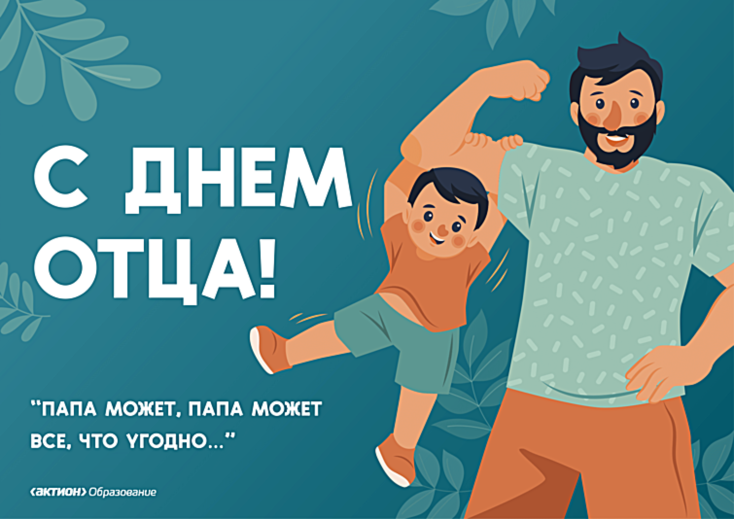 С ДНЕМ
ОТЦА!
"ПАПА МОЖЕТ, ПАПА МОЖЕТ
ВСЕ, ЧТО УГОДНО..."
‹АКТИОН› Образование